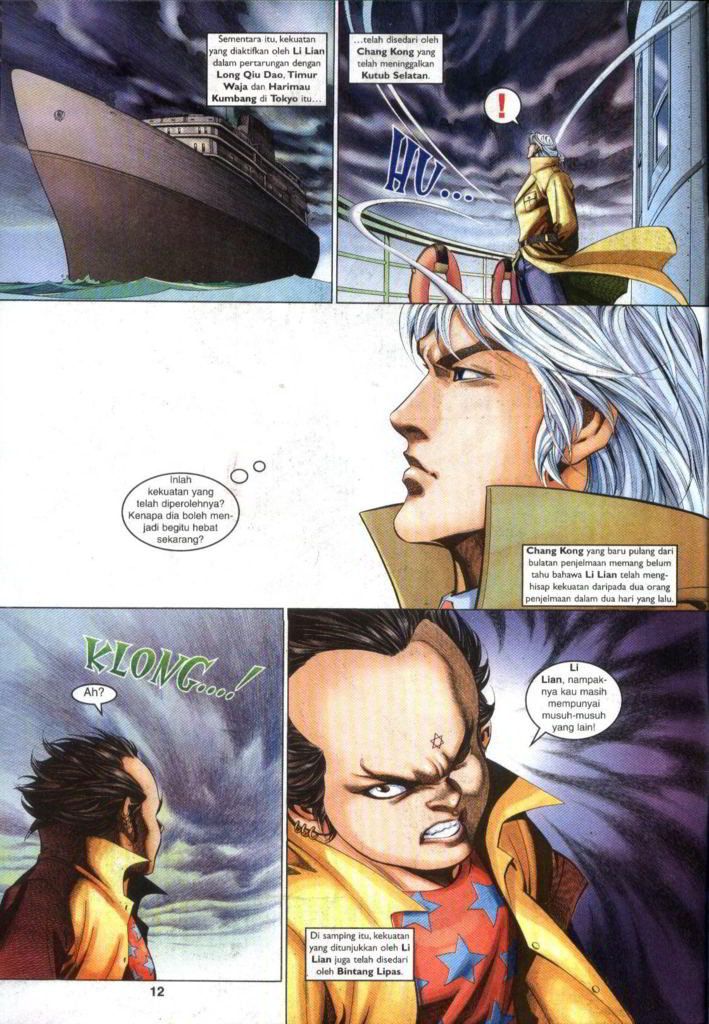 Sementara itu, kekuatan
yang diaktifkan oleh Li Lian
dalam pertarungan dengan
Long Qiu Dao, Timur
Waja dan Harimau
Kumbang di Tokyo itu...
...telah disedari oleh
Chang Kong yang
telah meninggalkan
Kutub Selatan.
!
HU...
Inlah
kekuatan yang
telah diperolehnya?
Kenapa dia boleh men-
jadi begitu hebat
sekarang?
Chang Kong yang baru pulang dari
bulatan penjelmaan memang belum
tahu bahawa Li Lian telah meng-
hisap kekuatan daripada dua orang
penjelmaan dalam dua hari yang lalu.
KLONG....!
Ah?
Li
Lian, nampak-
nya kau masih
mempunyai
musuh-musuh
yang lain!
Di samping itu, kekuatan
yang ditunjukkan oleh Li
Lian juga telah disedari
oleh Bintang Lipas.
12